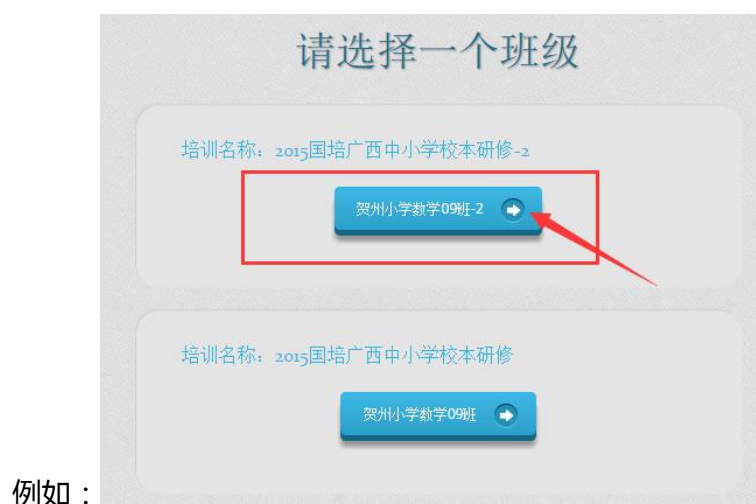 请选择一个班级
培训名称：2015国培广西中小学校本研修-2
贺州小学数学09班-2
培训名称：2015国培广西中小学校本研修
贺州小学数学09班
例如：